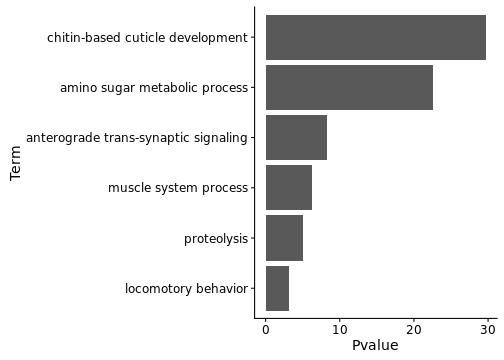 chitin-based cuticle development
amino sugar metabolic process
anterograde trans-synaptic signaling
muscle system process
proteolysis
locomotory behavior
Term
0 10 20 30
Pvalue